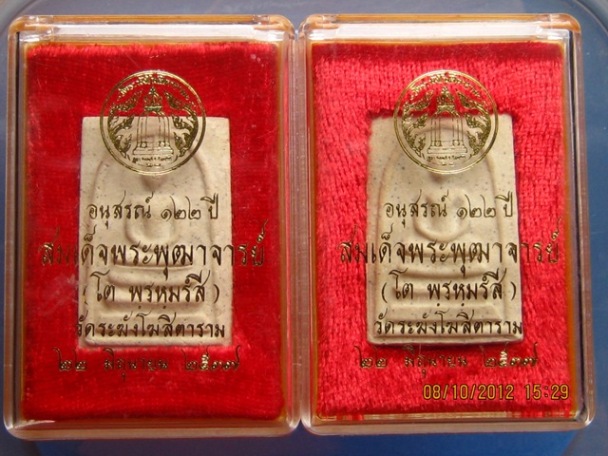 อนุสรณ์ ๑๒๒ ปี
สมเด็จพระพุฒาจารย์
(โต พรหมรํสี)
วัดระฆังโฆสิตาราม
๒๒ มิถุนายน ๒๕๓๗
อนุสรณ์ ๑๒๒ ปี
สมเด็จพระพุฒาจารย์
(โต พรหมรํสี)
วัดระฆังโฆสิตาราม
๒๒ มิถุนายน ๒๕๓๗
08/10/2012 15:29